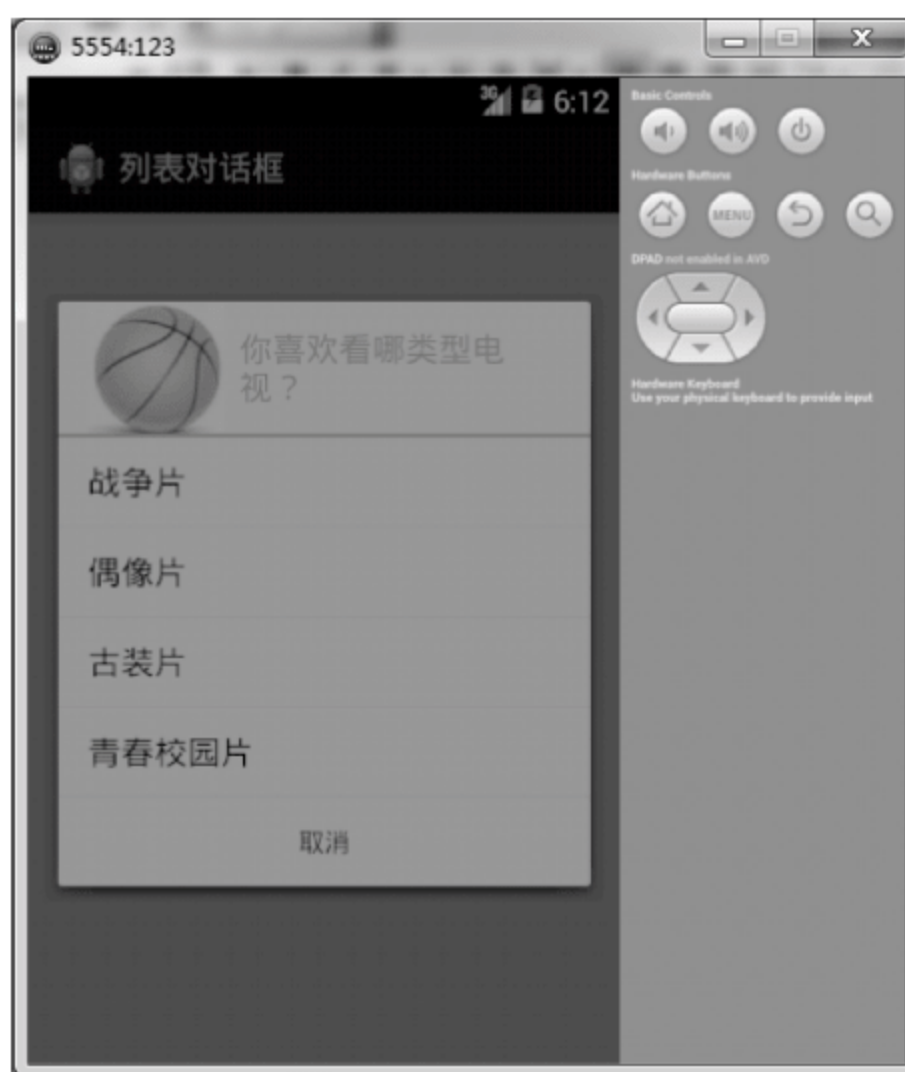 5554:123
3G 6:12
列表对话框
你喜欢看哪类型电
视？
战争片
偶像片
古装片
青春校园片
取消
Basic Controls
Hardware Buttons
MENU
DPAD not enabled in AVD
Hardware Keyboard
Use your physical keyboard to provide input